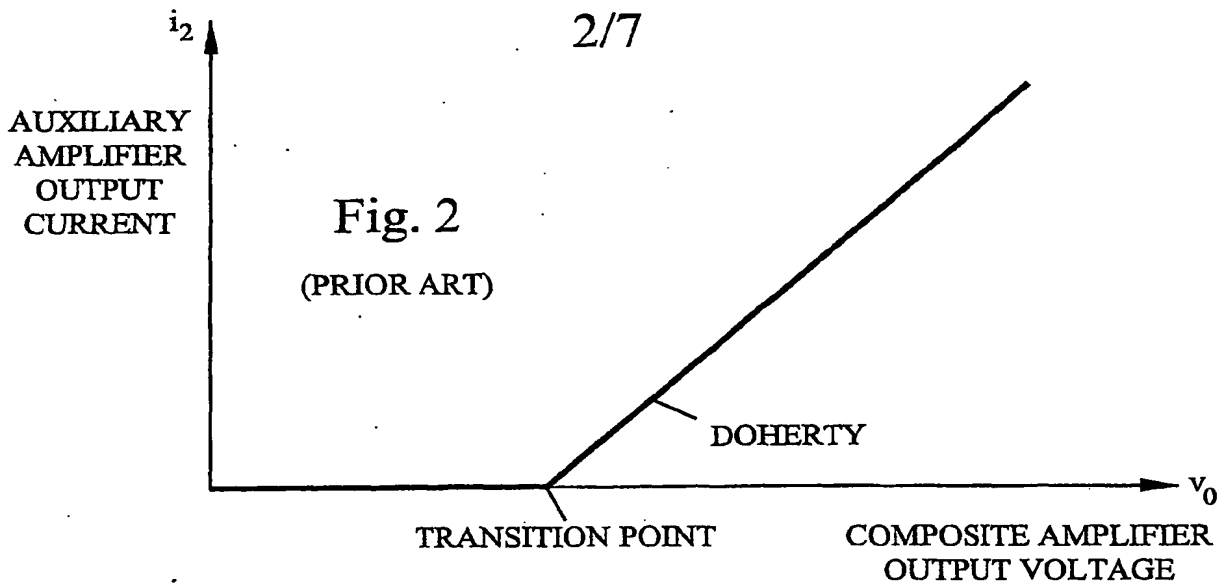 2/7
i2
AUXILIARY
AMPLIFIER
OUTPUT
CURRENT
Fig. 2
(PRIOR ART)
DOHERTY
v0
TRANSITION POINT
COMPOSITE AMPLIFIER
OUTPUT VOLTAGE